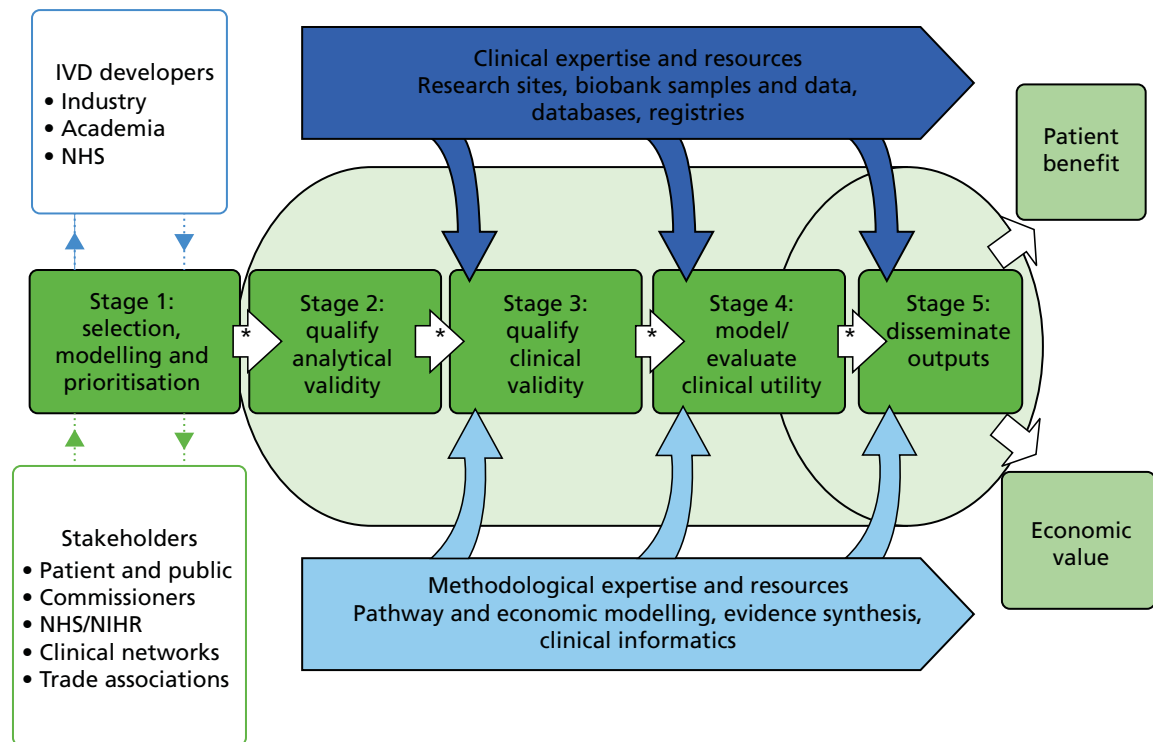 IVD developers
• Industry
• Academia
• NHS
Clinical expertise and resources
Research sites, biobank samples and data,
databases, registries
Patient
benefit
Stage 1:
selection,
modelling and
prioritisation
*
Stage 2:
qualify
analytical
validity
*
Stage 3:
qualify
clinical
validity
*
Stage 4:
model/
evaluate
clinical utility
*
Stage 5:
disseminate
outputs
Stakeholders
• Patient and public
• Commissioners
• NHS/NIHR
• Clinical networks
• Trade associations
Methodological expertise and resources
Pathway and economic modelling, evidence synthesis,
clinical informatics
Economic
value